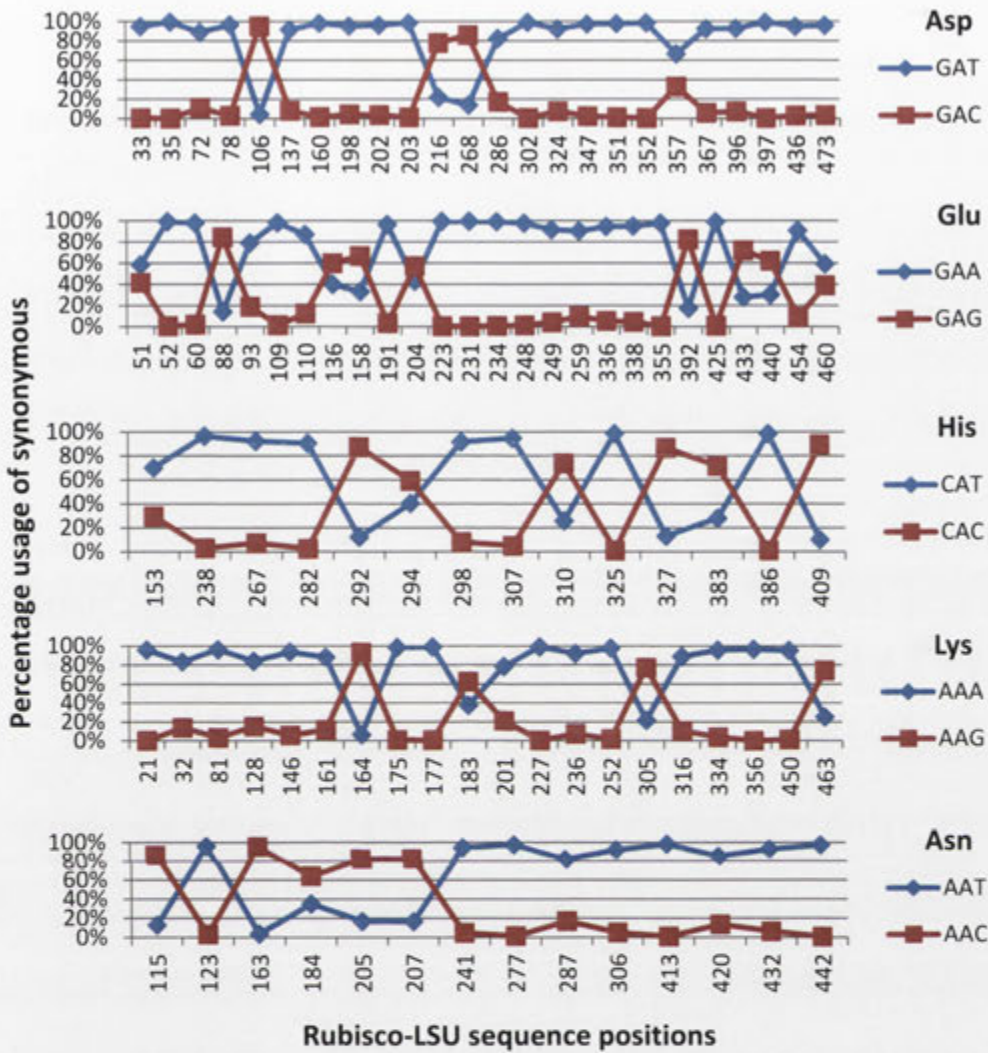 Percentage usage of synonymous
Asp
100%
80%
60%
40%
20%
0%
GAT
GAC
33 35 72 78 106 137 160 198 202 203 216 268 286 302 324 347 351 352 357 367 396 397 436 473
Glu
100%
80%
60%
40%
20%
0%
GAA
GAG
51 52 60 88 93 109 110 136 158 191 204 223 231 234 248 249 259 336 338 355 392 425 433 440 454 460
His
100%
80%
60%
40%
20%
0%
CAT
CAC
153 238 267 282 292 294 298 307 310 325 327 383 386 409
Lys
100%
80%
60%
40%
20%
0%
AAA
AAG
21 32 81 128 146 161 164 175 177 183 201 227 236 252 305 316 334 356 450 463
Asn
100%
80%
60%
40%
20%
0%
AAT
AAC
115 123 163 184 205 207 241 277 287 306 413 420 432 442
Rubisco-LSU sequence positions